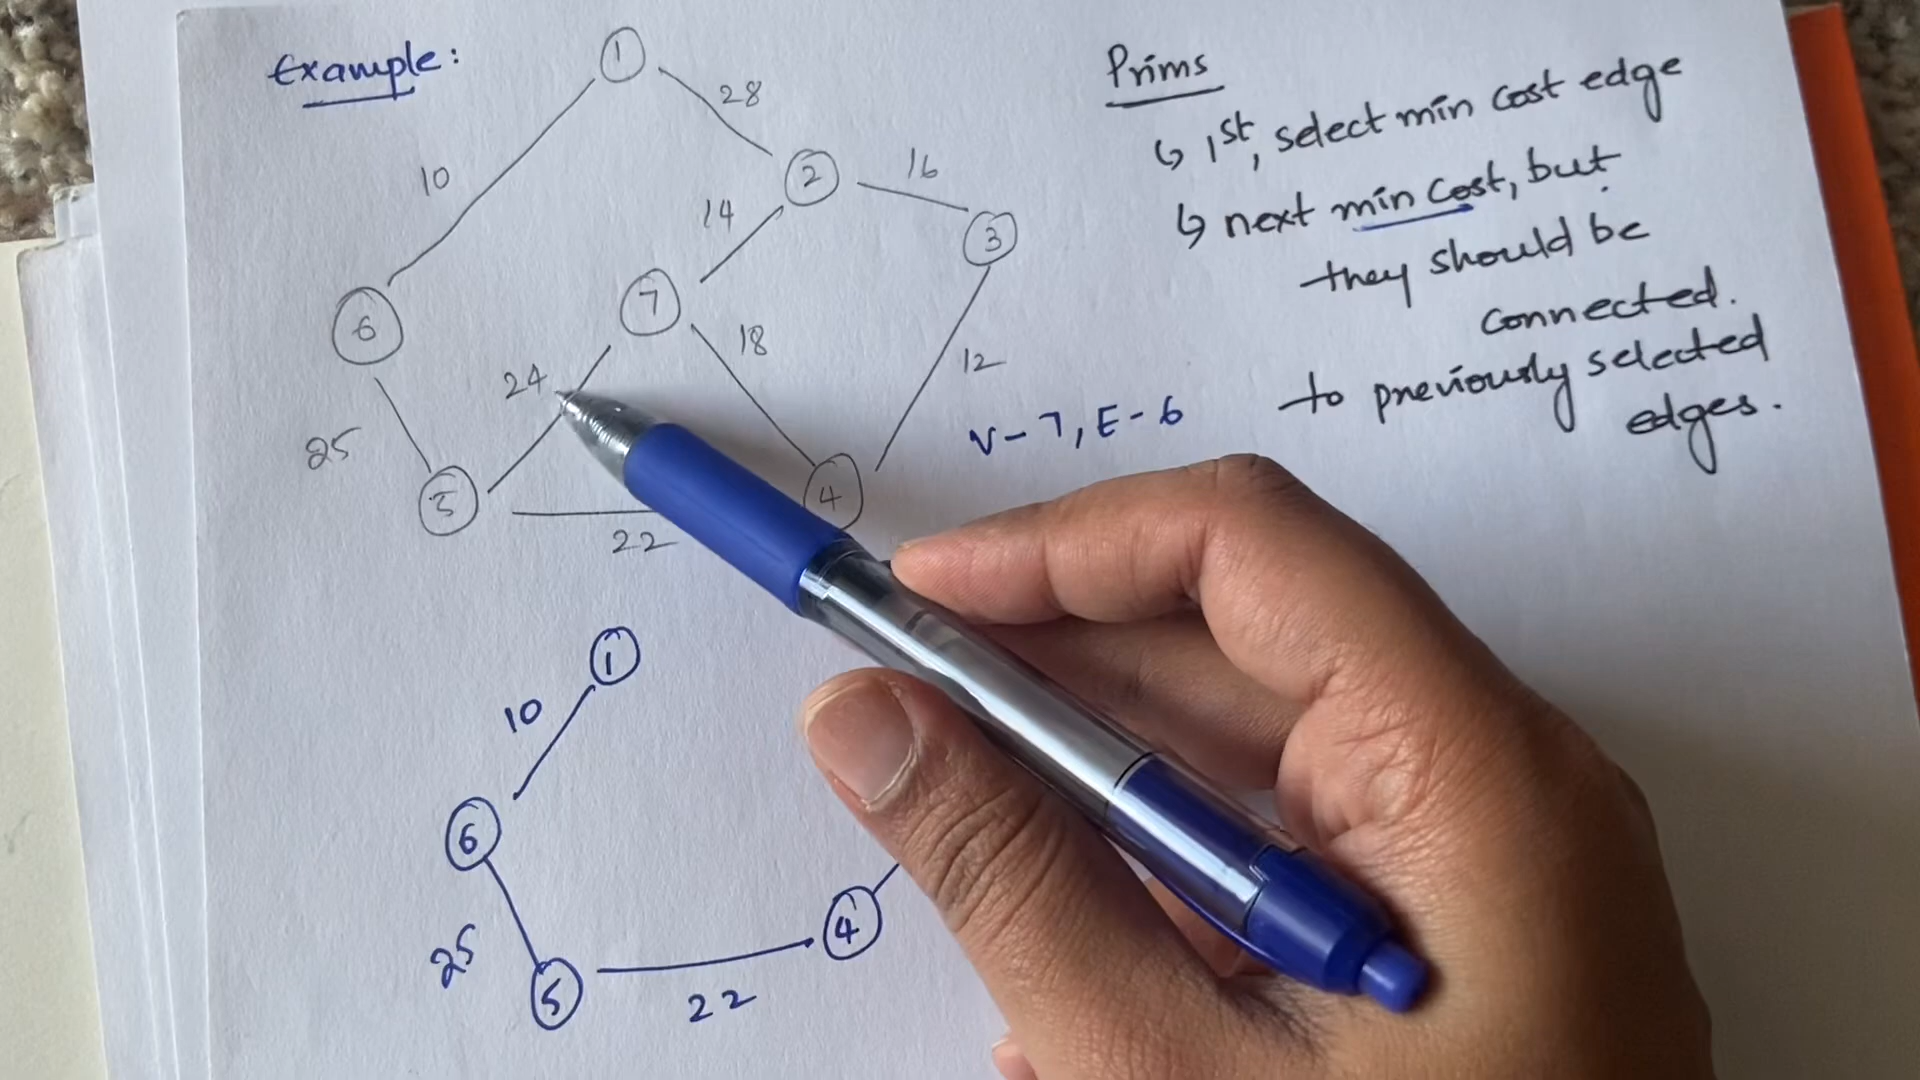 Example:
1
28
2
16
3
10
14
7
6
18
12
24
25
5
22
4
V-7, E-6
Prims
↳ 1st, select min cost edge
↳ next min cost, but
they should be
connected.
to previously selected
edges.
1
10
6
25
5
22
4